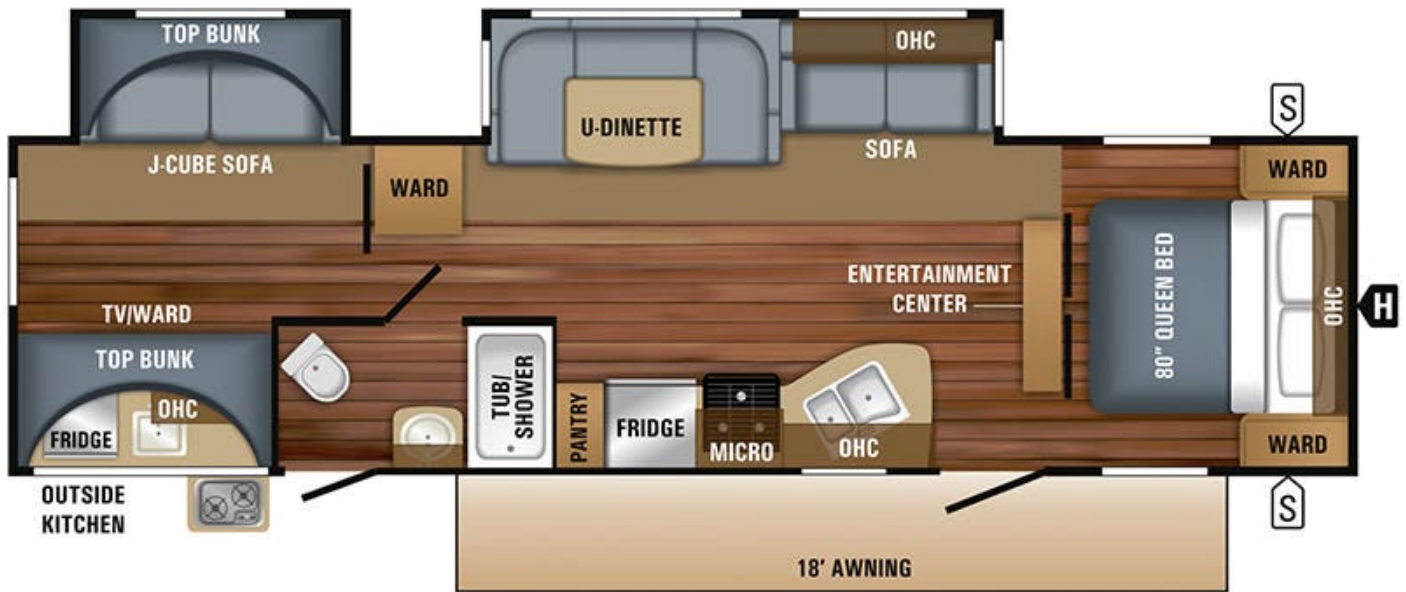 TOP BUNK
OHC
U-DINETTE
J-CUBE SOFA
SOFA
WARD
S
WARD
ENTERTAINMENT
CENTER
80" QUEEN BED
OHC
H
TV/WARD
TOP BUNK
OHC
FRIDGE
TUB/
SHOWER
PANTRY
FRIDGE
MICRO
OHC
WARD
S
OUTSIDE
KITCHEN
18' AWNING